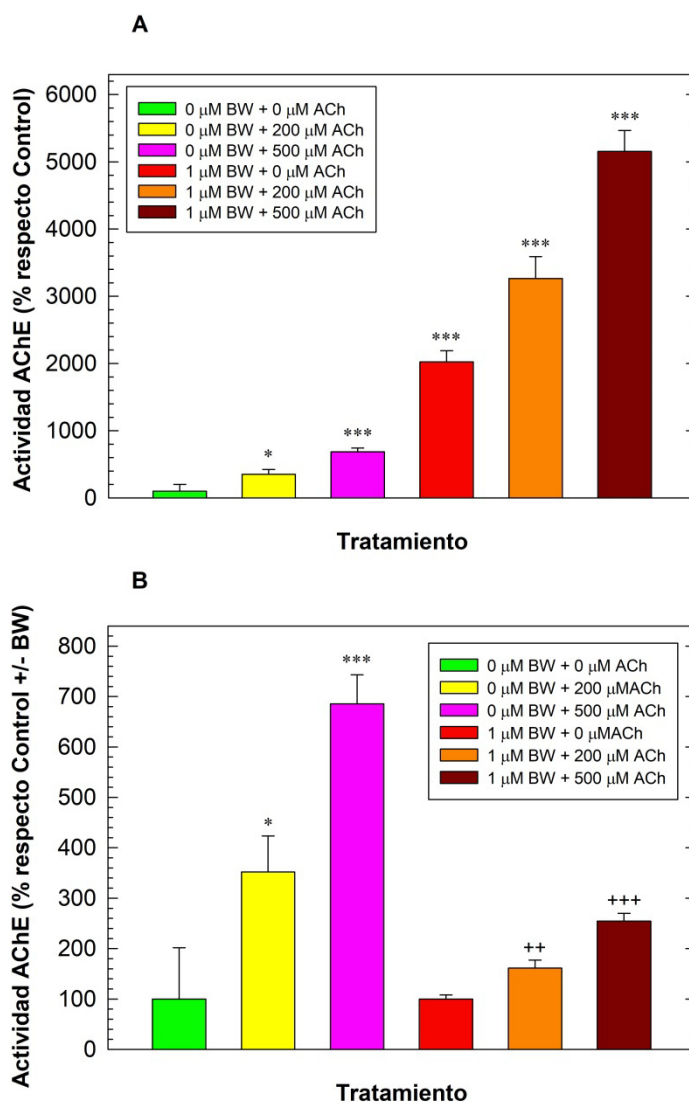 A
Actividad AChE (% respecto Control)
6000
5000
4000
3000
2000
1000
0
0 μM BW + 0 μM ACh
0 μM BW + 200 μM ACh
0 μM BW + 500 μM ACh
1 μM BW + 0 μM ACh
1 μM BW + 200 μM ACh
1 μM BW + 500 μM ACh
*
***
***
***
***
Tratamiento
B
Actividad AChE (% respecto Control +/- BW)
800
700
600
500
400
300
200
100
0
0 μM BW + 0 μM ACh
0 μM BW + 200 μMACh
0 μM BW + 500 μM ACh
1 μM BW + 0 μMACh
1 μM BW + 200 μM ACh
1 μM BW + 500 μM ACh
*
***
++
+++
Tratamiento